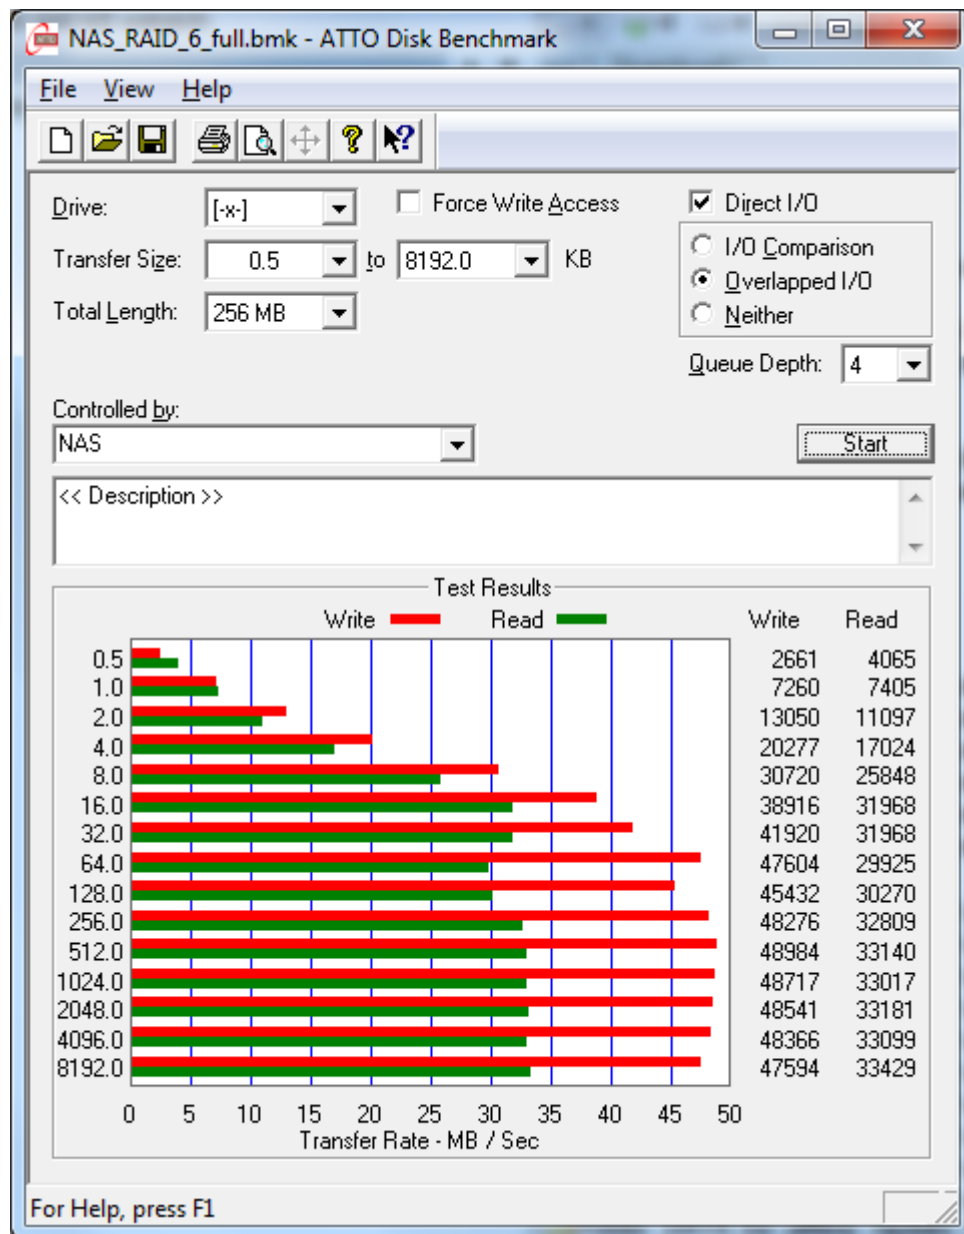 NAS_RAID_6_full.bmk - ATTO Disk Benchmark
File View Help
Drive: [-x-] Force Write Access Direct I/O
Transfer Size: 0.5 to 8192.0 KB I/O Comparison
Overlapped I/O
Total Length: 256 MB Neither
Queue Depth: 4
Controlled by:
NAS Start
<< Description >>
Test Results
Write Read Write Read
0.5 2661 4065
1.0 7260 7405
2.0 13050 11097
4.0 20277 17024
8.0 30720 25848
16.0 38916 31968
32.0 41920 31968
64.0 47604 29925
128.0 45432 30270
256.0 48276 32809
512.0 48984 33140
1024.0 48717 33017
2048.0 48541 33181
4096.0 48366 33099
8192.0 47594 33429
0 5 10 15 20 25 30 35 40 45 50
Transfer Rate - MB / Sec
For Help, press F1